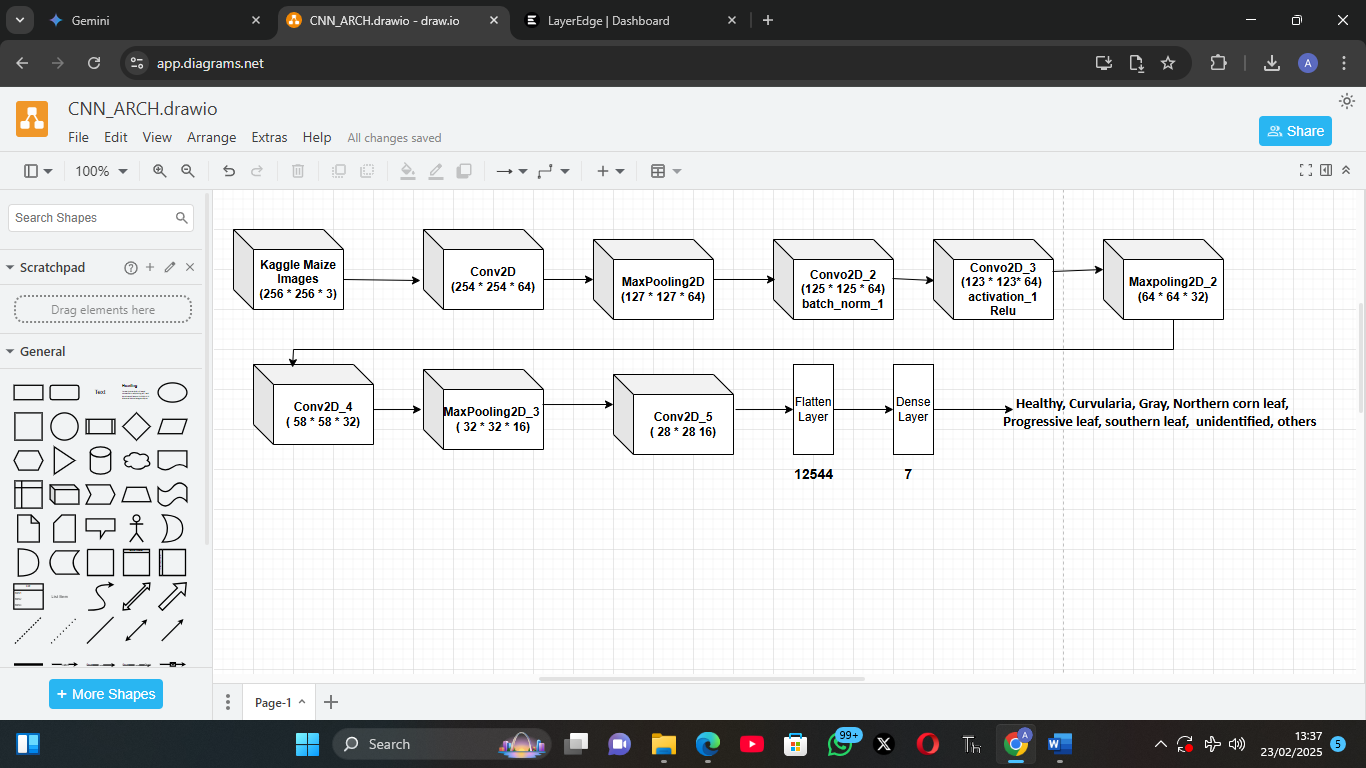 Gemini
CNN_ARCH.drawio - draw.io
LayerEdge | Dashboard
app.diagrams.net
A
CNN_ARCH.drawio
File Edit View Arrange Extras Help All changes saved
Share
100%
Search Shapes
Scratchpad
Drag elements here
General
Text
Heading
List Item
+ More Shapes
Kaggle Maize
Images
(256 * 256 * 3)
Conv2D
(254 * 254 * 64)
MaxPooling2D
(127 * 127 * 64)
Convo2D_2
(125 * 125 * 64)
batch_norm_1
Convo2D_3
(123 * 123* 64)
activation_1
Relu
Maxpoling2D_2
(64 * 64 * 32)
Conv2D_4
( 58 * 58 * 32)
MaxPooling2D_3
( 32 * 32 * 16)
Conv2D_5
( 28 * 28 16)
Flatten
Layer
12544
Dense
Layer
7
Healthy, Curvularia, Gray, Northern corn leaf,
Progressive leaf, southern leaf, unidentified, others
Page-1
Search
99+
Th
A
13:37
23/02/2025
5